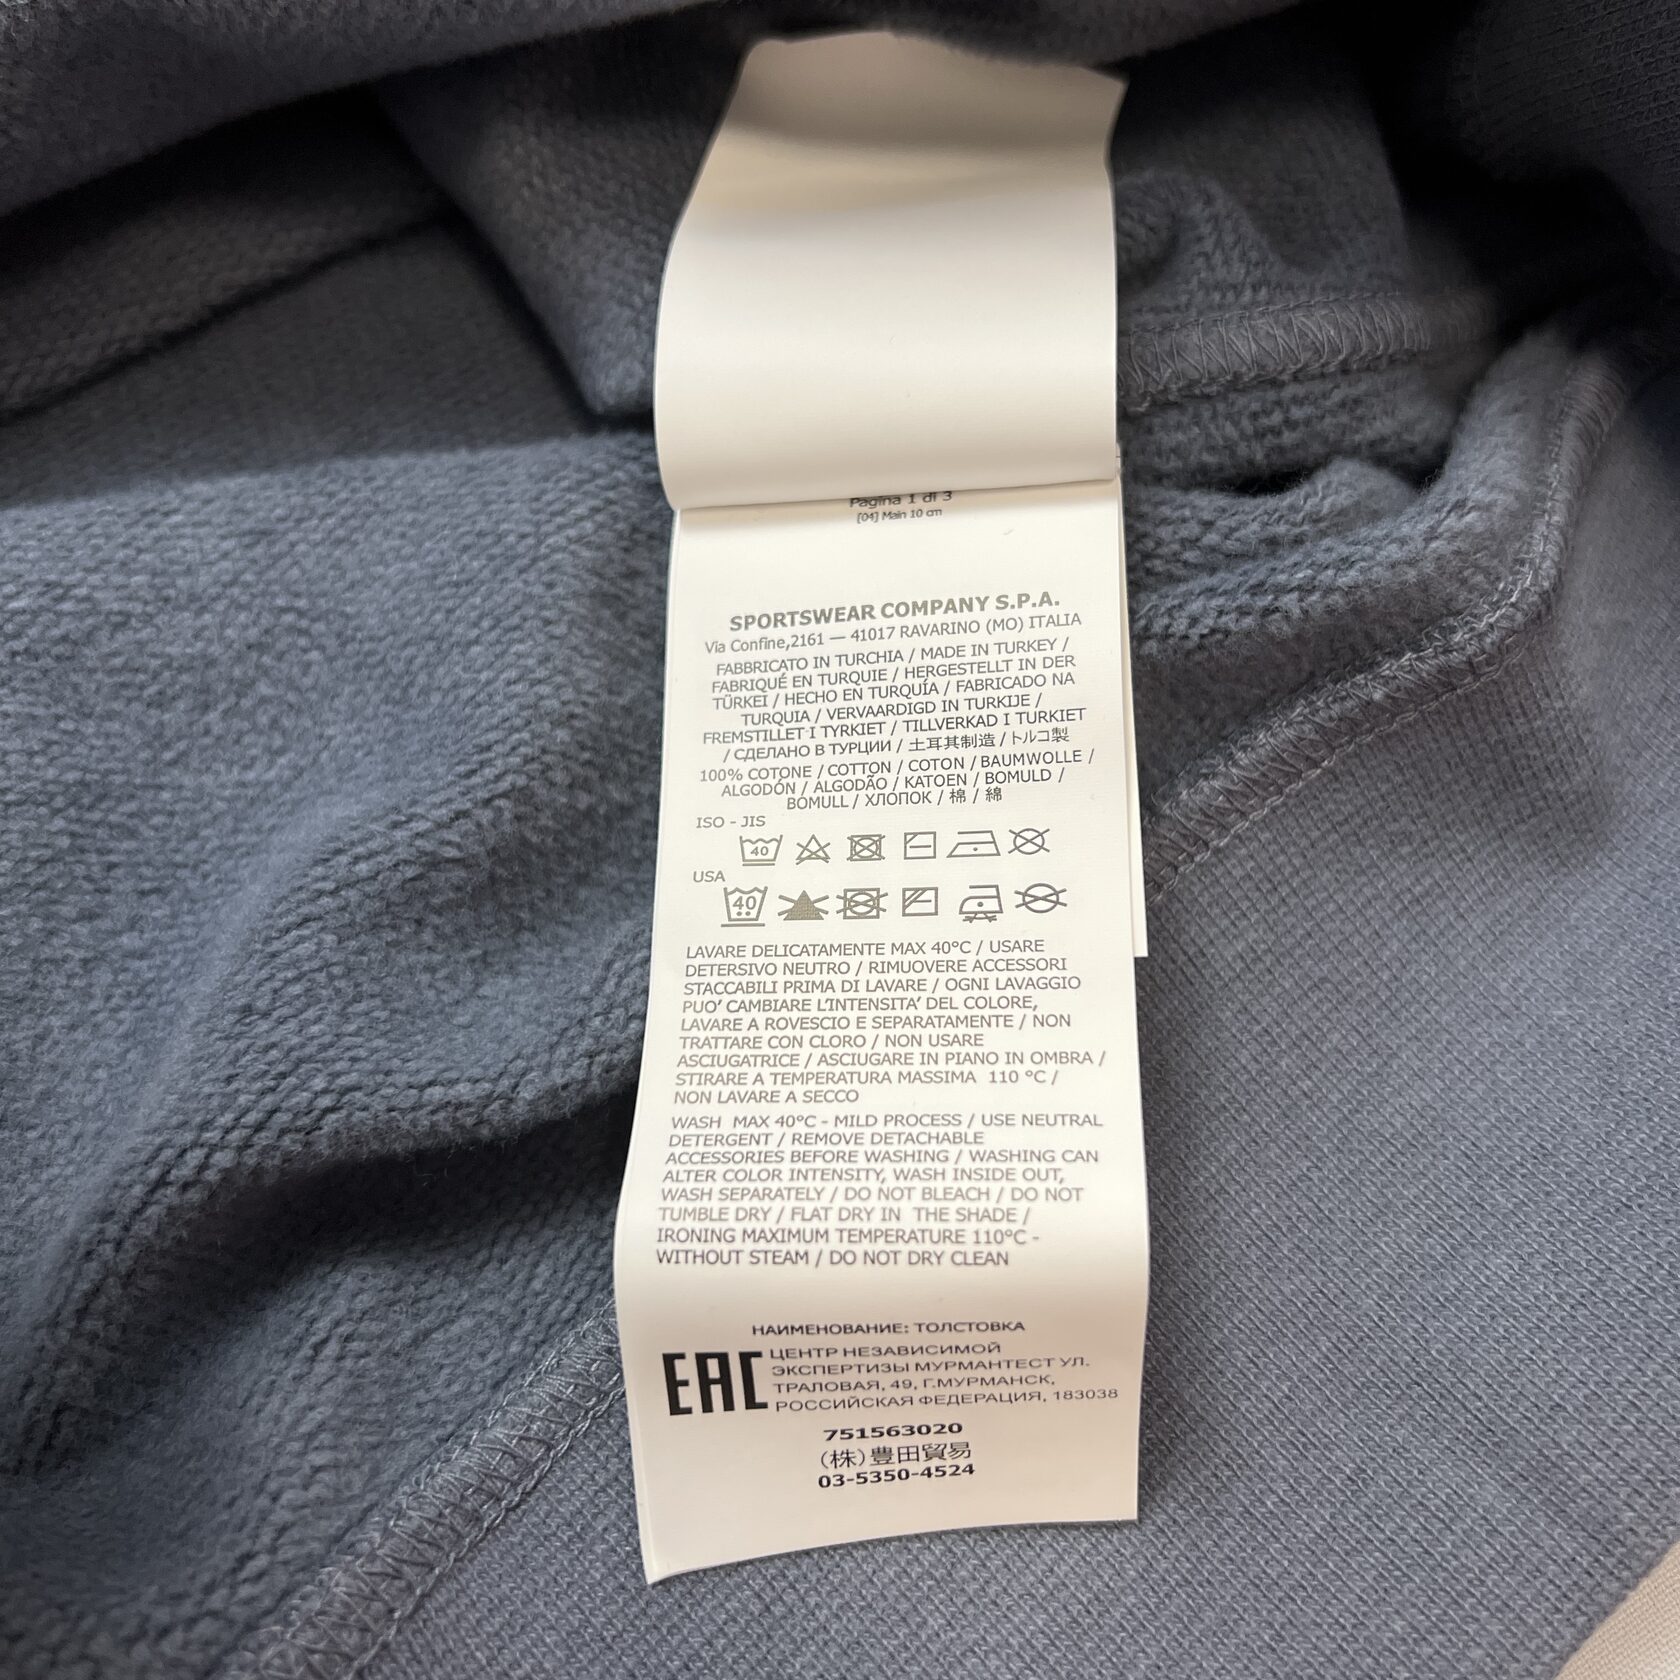 Pagina 1 di 3
[04] Main 10 cm
SPORTSWEAR COMPANY S.P.A.
Via Confine,2161 — 41017 RAVARINO (MO) ITALIA
FABBRICATO IN TURCHIA / MADE IN TURKEY /
FABRIQUÉ EN TURQUIE / HERGESTELLT IN DER
TÜRKEI / HECHO EN TURQUÍA / FABRICADO NA
TURQUIA / VERVAARDIGD IN TURKIJE /
FREMSTILLET I TYRKIET / TILLVERKAD I TURKIET
/ СДЕЛАНО В ТУРЦИИ / 土耳其制造 / トルコ製
100% COTONE / COTTON / COTON / BAUMWOLLE /
ALGODÓN / ALGODÃO / KATOEN / BOMULD /
BOMULL / ХЛОПОК / 棉 / 綿
ISO - JIS
40
USA
40
LAVARE DELICATAMENTE MAX 40°C / USARE
DETERSIVO NEUTRO / RIMUOVERE ACCESSORI
STACCABILI PRIMA DI LAVARE / OGNI LAVAGGIO
PUO’ CAMBIARE L’INTENSITA’ DEL COLORE,
LAVARE A ROVESCIO E SEPARATAMENTE / NON
TRATTARE CON CLORO / NON USARE
ASCIUGATRICE / ASCIUGARE IN PIANO IN OMBRA /
STIRARE A TEMPERATURA MASSIMA 110 °C /
NON LAVARE A SECCO
WASH MAX 40°C - MILD PROCESS / USE NEUTRAL
DETERGENT / REMOVE DETACHABLE
ACCESSORIES BEFORE WASHING / WASHING CAN
ALTER COLOR INTENSITY, WASH INSIDE OUT,
WASH SEPARATELY / DO NOT BLEACH / DO NOT
TUMBLE DRY / FLAT DRY IN THE SHADE /
IRONING MAXIMUM TEMPERATURE 110°C -
WITHOUT STEAM / DO NOT DRY CLEAN
НАИМЕНОВАНИЕ: ТОЛСТОВКА
EAC
ЦЕНТР НЕЗАВИСИМОЙ
ЭКСПЕРТИЗЫ МУРМАНТЕСТ УЛ.
ТРАЛОВАЯ, 49, Г.МУРМАНСК,
РОССИЙСКАЯ ФЕДЕРАЦИЯ, 183038
751563020
（株）豊田貿易
03-5350-4524